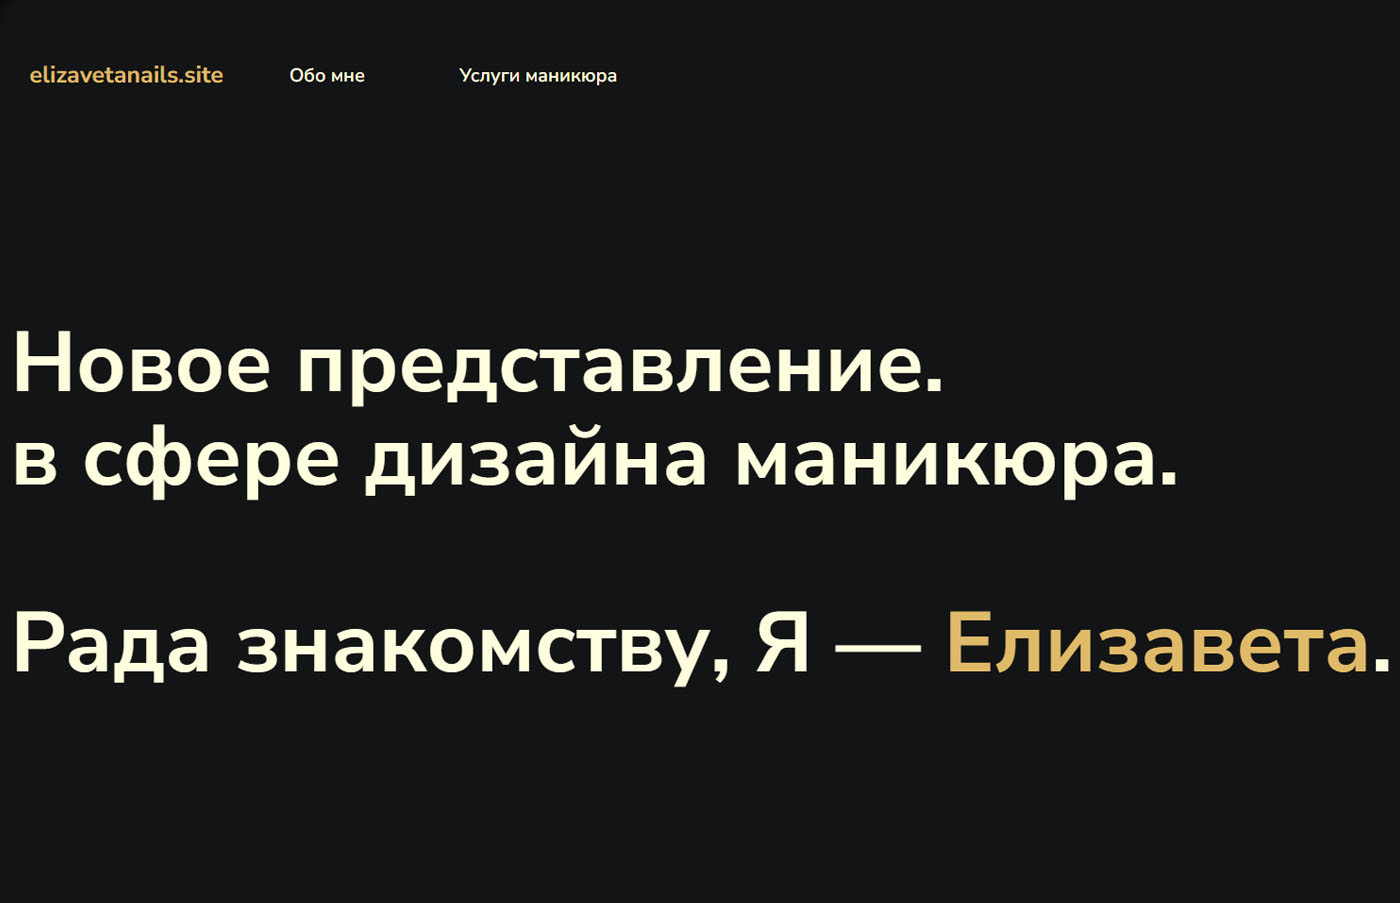 elizavetanails.site Обо мне Услуги маникюра
Новое представление.
в сфере дизайна маникюра.
Рада знакомству, Я — Елизавета.